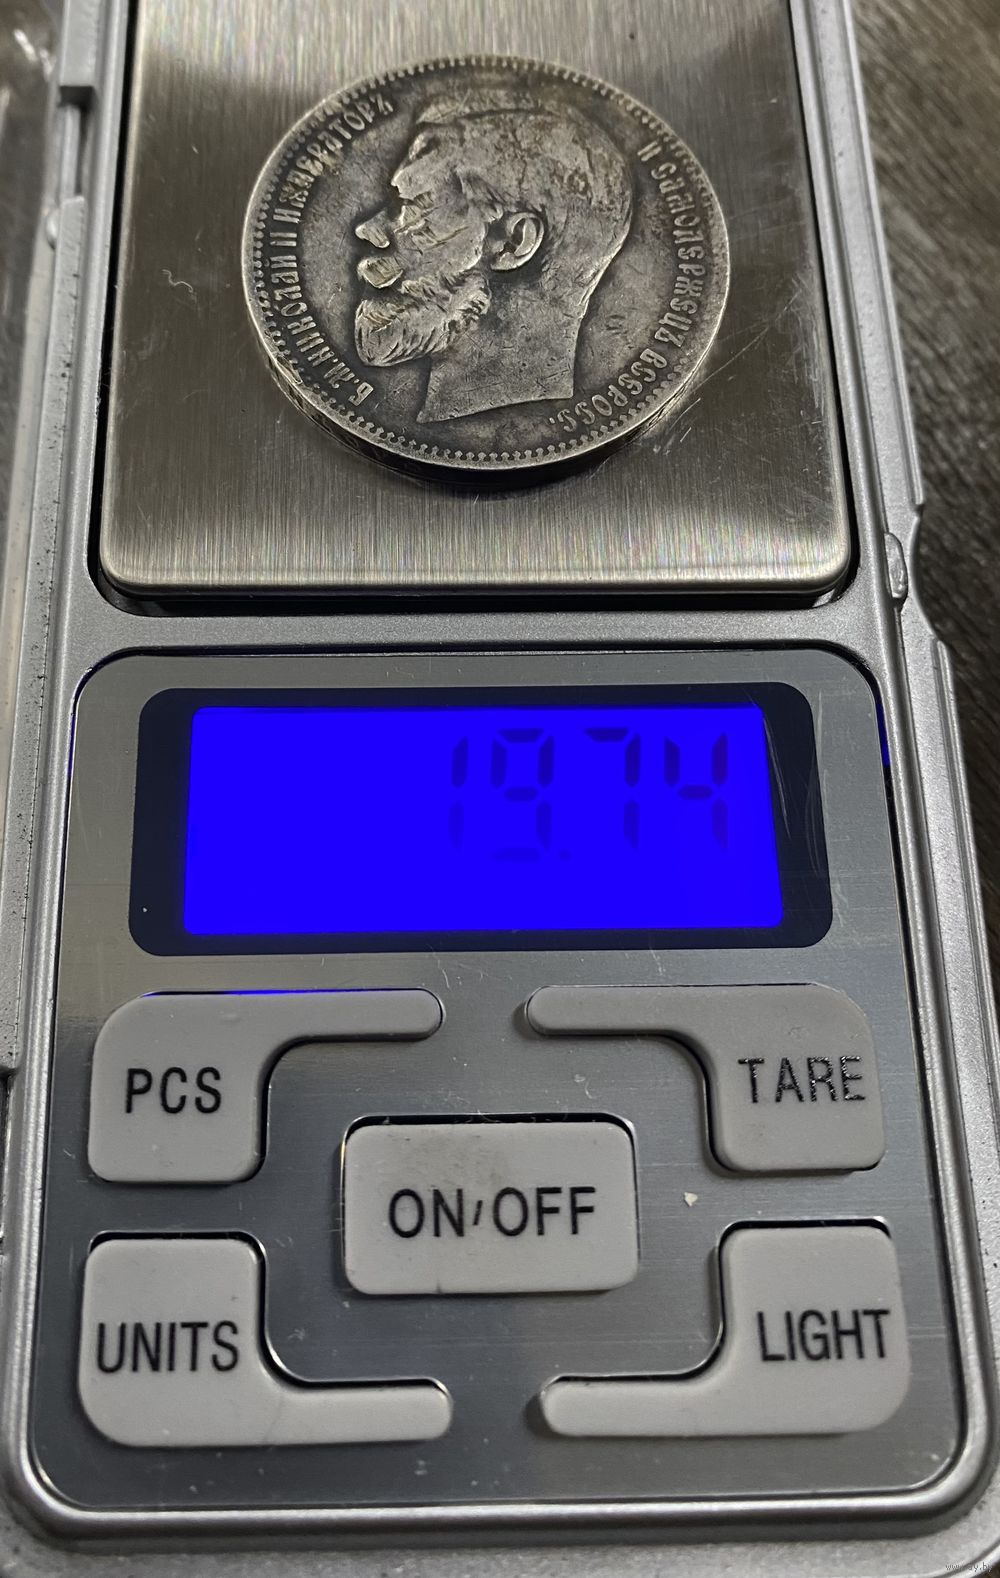 Б.М.НИКОЛАЙ II ИМПЕРАТОРЪ
И САМОДЕРЖЕЦЪ ВСЕРОСС.
19.74
PCS
TARE
ON/OFF
UNITS
LIGHT